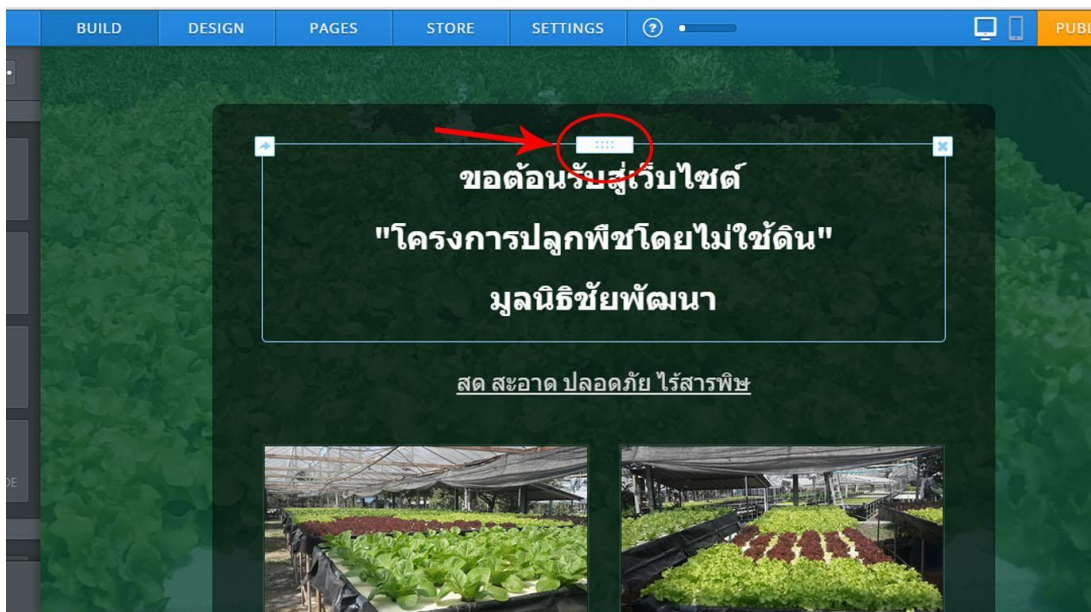 BUILD DESIGN PAGES STORE SETTINGS ?
ขอต้อนรับสู่เว็บไซต์
"โครงการปลูกพืชโดยไม่ใช้ดิน"
มูลนิธิชัยพัฒนา
สด สะอาด ปลอดภัย ไร้สารพิษ